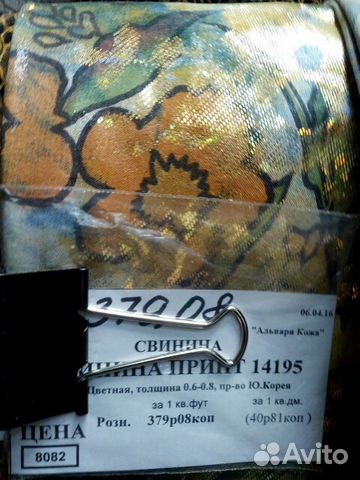 379,08
06.04.16
"Альвари Кожа"
СВИНИНА
ПРИНТ 14195
Цветная, толщина 0.6-0.8, пр-во Ю.Корея
за 1 кв.фут за 1 кв.дм.
Розн. 379р08коп (40р81коп)
ЦЕНА
8082
Avito